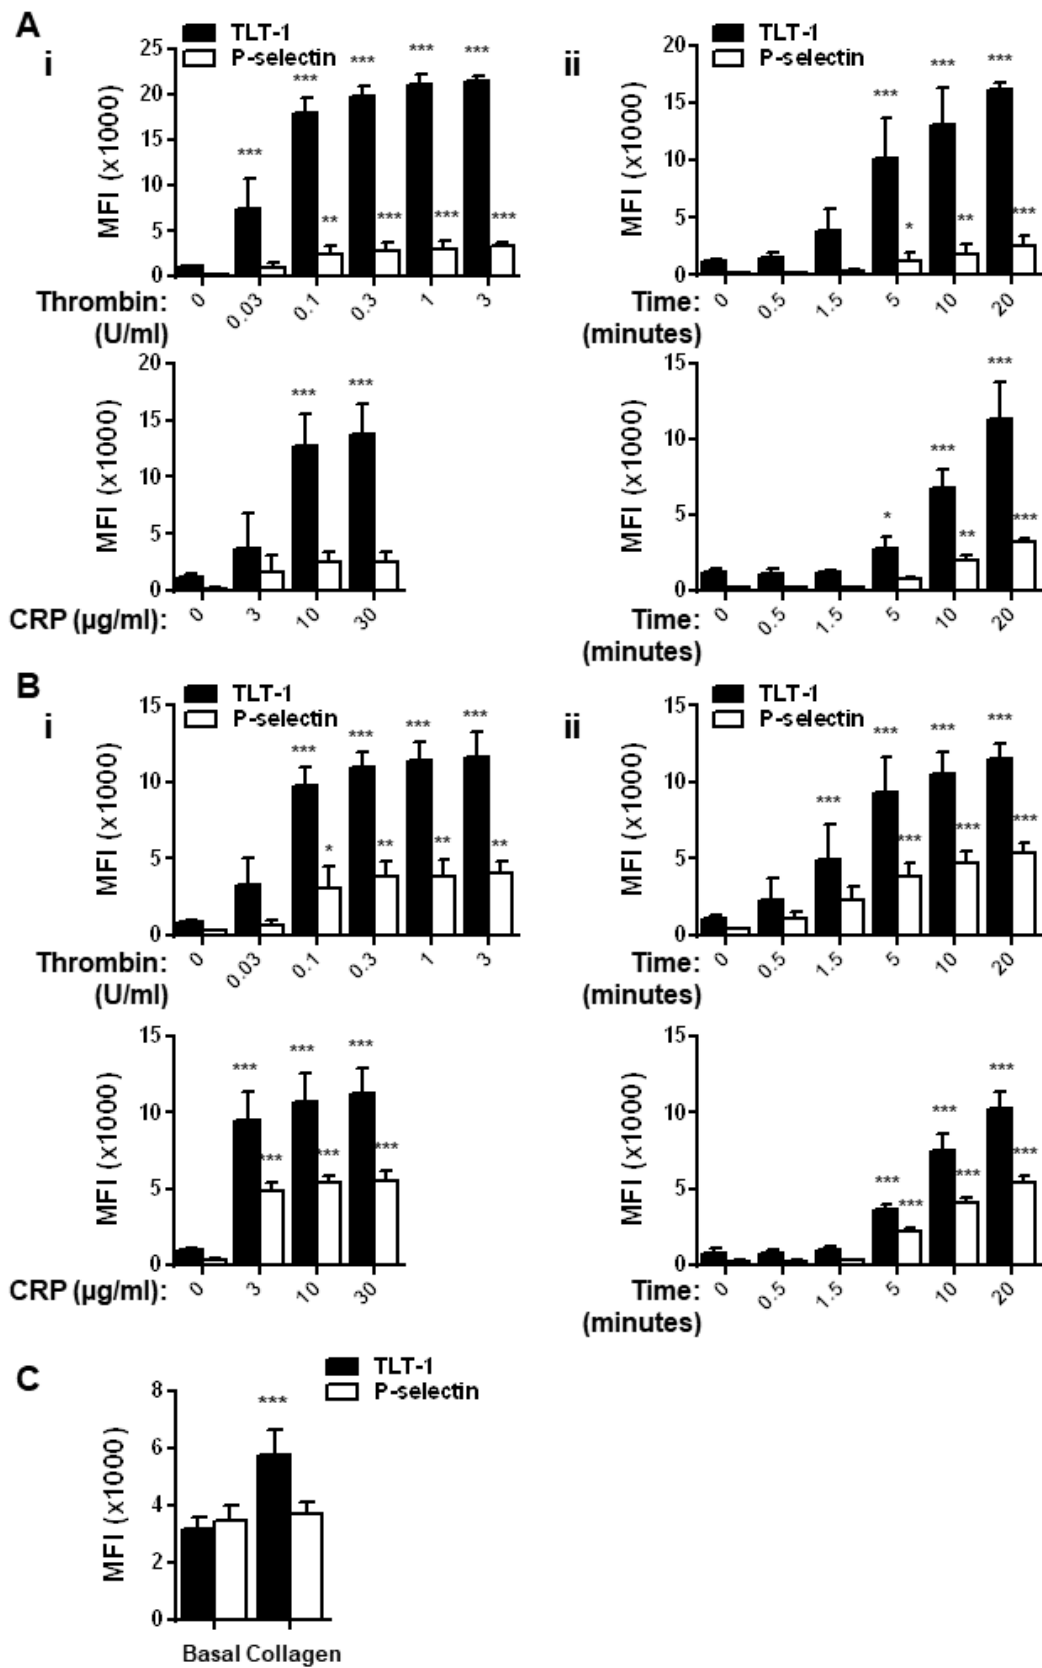 A
i
TLT-1
P-selectin
MFI (x1000)
25
20
15
10
5
0
*** *** *** *** ***
** *** *** ***
Thrombin:
(U/ml)
0 0.03 0.1 0.3 1 3
ii
TLT-1
P-selectin
MFI (x1000)
20
15
10
5
0
*** *** ***
* ** ***
Time:
(minutes)
0 0.5 1.5 5 10 20
MFI (x1000)
20
15
10
5
0
*** ***
CRP (µg/ml):
0 3 10 30
MFI (x1000)
15
10
5
0
* *** ***
** ***
Time:
(minutes)
0 0.5 1.5 5 10 20
B
i
TLT-1
P-selectin
MFI (x1000)
15
10
5
0
*** *** *** ***
* ** ** **
Thrombin:
(U/ml)
0 0.03 0.1 0.3 1 3
ii
TLT-1
P-selectin
MFI (x1000)
15
10
5
0
*** *** *** ***
*** *** ***
Time:
(minutes)
0 0.5 1.5 5 10 20
MFI (x1000)
15
10
5
0
*** *** ***
*** *** ***
CRP (µg/ml):
0 3 10 30
MFI (x1000)
15
10
5
0
*** *** ***
*** *** ***
Time:
(minutes)
0 0.5 1.5 5 10 20
C
TLT-1
P-selectin
MFI (x1000)
8
6
4
2
0
***
Basal Collagen